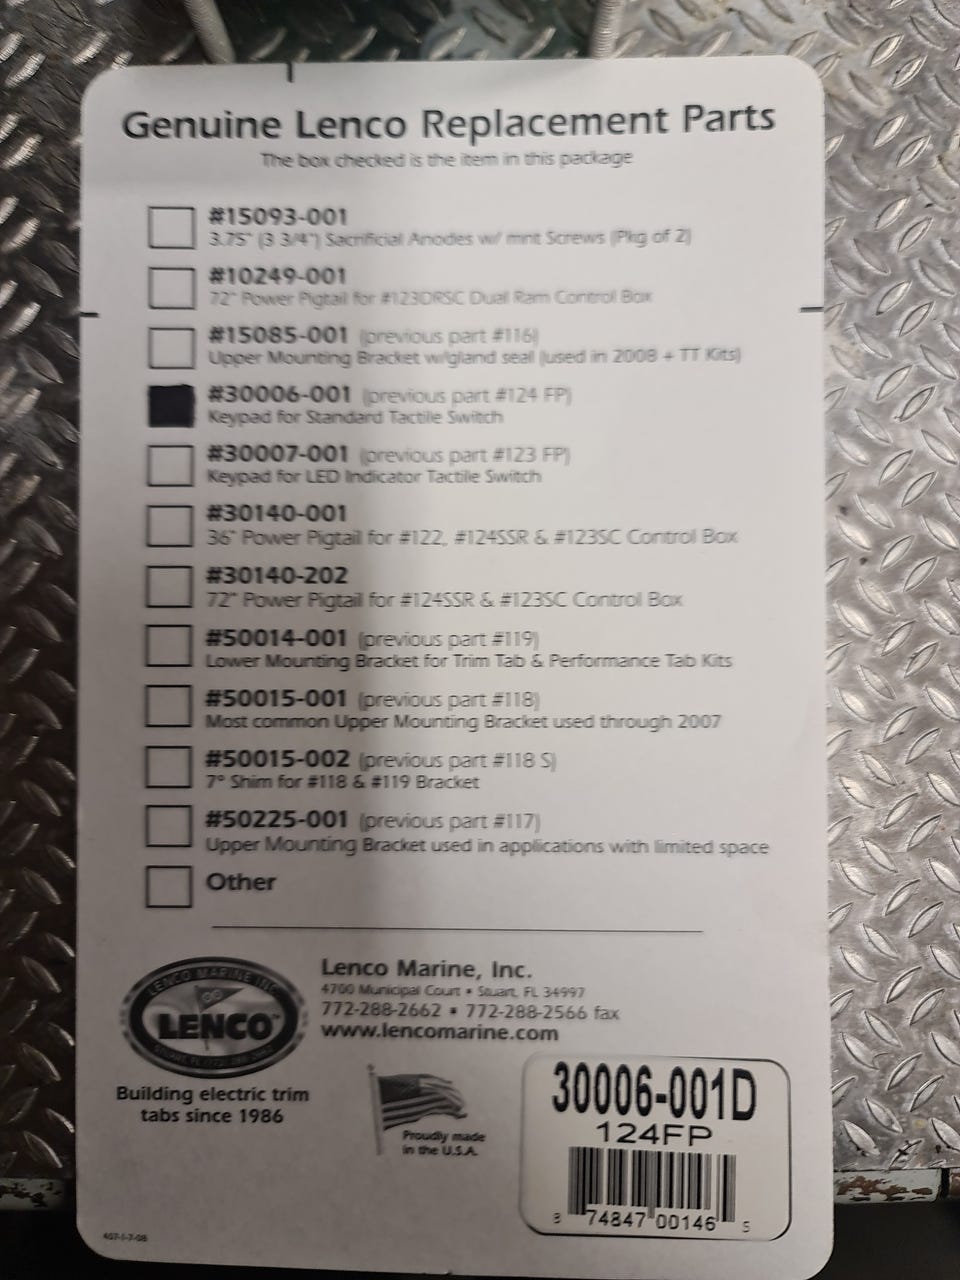 Genuine Lenco Replacement Parts
The box checked is the item in this package
#15093-001
3.75" (3 3/4") Sacrificial Anodes w/ mnt Screws (Pkg of 2)
#10249-001
72" Power Pigtail for #123DRSC Dual Ram Control Box
#15085-001 (previous part #116)
Upper Mounting Bracket w/gland seal (used in 2008 + TT Kits)
#30006-001 (previous part #124 FP)
Keypad for Standard Tactile Switch
#30007-001 (previous part #123 FP)
Keypad for LED Indicator Tactile Switch
#30140-001
36" Power Pigtail for #122, #124SSR & #123SC Control Box
#30140-202
72" Power Pigtail for #124SSR & #123SC Control Box
#50014-001 (previous part #119)
Lower Mounting Bracket for Trim Tab & Performance Tab Kits
#50015-001 (previous part #118)
Most common Upper Mounting Bracket used through 2007
#50015-002 (previous part #118 S)
7° Shim for #118 & #119 Bracket
#50225-001 (previous part #117)
Upper Mounting Bracket used in applications with limited space
Other
LENCO MARINE INC.
LENCO™
Building electric trim
tabs since 1986
Lenco Marine, Inc.
4700 Municipal Court • Stuart, FL 34997
772-288-2662 • 772-288-2566 fax
www.lencomarine.com
Proudly made
in the U.S.A.
30006-001D
124FP
8 74847 00146 5